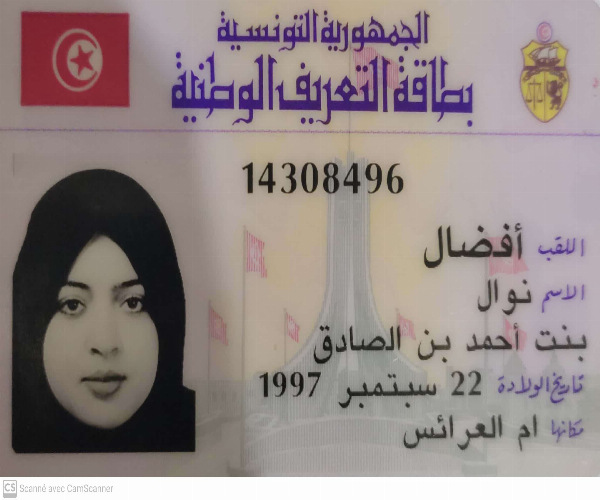 الجمهورية التونسية
بطاقة التعريف الوطنية
14308496
اللقب أفضال
الاسم نوال
بنت أحمد بن الصادق
تاريخ الولادة 22 سبتمبر 1997
مكانها ام العرائس
CS Scanné avec CamScanner